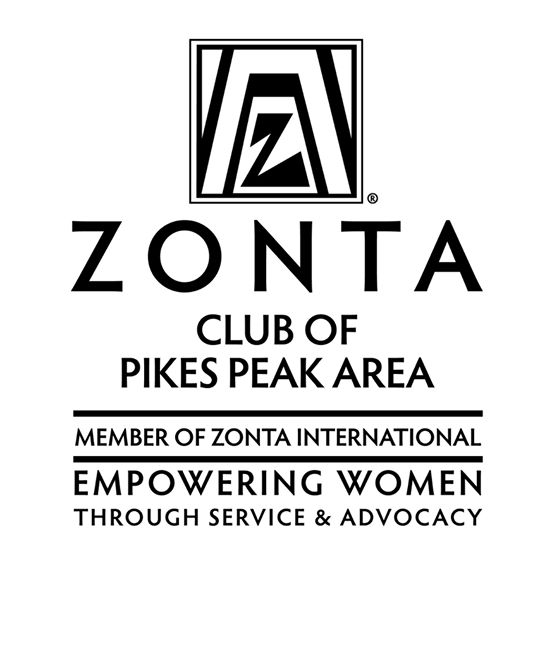 Z
®
ZONTA
CLUB OF
PIKES PEAK AREA
MEMBER OF ZONTA INTERNATIONAL
EMPOWERING WOMEN
THROUGH SERVICE & ADVOCACY